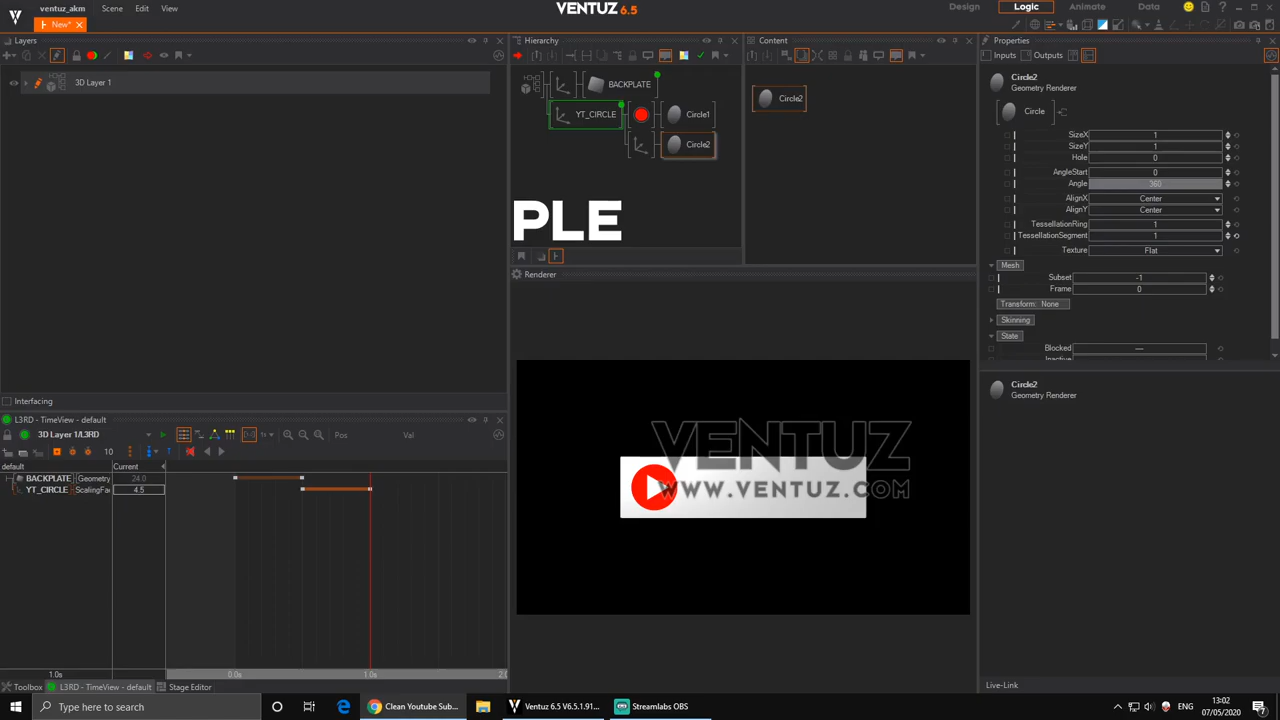 ventuz_akm
Scene
Edit
View
VENTUZ 6.5
Design
Logic
Animate
Data
New*
Layers
Hierarchy
Content
Properties
Inputs
Outputs
3D Layer 1
BACKPLATE
YT_CIRCLE
Circle1
Circle2
Circle2
PLE
Circle2
Geometry Renderer
Circle
SizeX 1
SizeY 1
Hole 0
AngleStart 0
Angle 360
AlignX Center
AlignY Center
TessellationRing 1
TessellationSegment 1
Texture Flat
Mesh
Subset -1
Frame 0
Transform: None
Skinning
State
Blocked —
Inactive
Renderer
VENTUZ
WWW.VENTUZ.COM
Circle2
Geometry Renderer
Live-Link
Interfacing
L3RD - TimeView - default
3D Layer 1/L3RD
Pos
Val
10
default
Current
BACKPLATE Geometry 24.0
YT_CIRCLE ScalingFa 4.5
1.0s
0.0s
1.0s
2.0
Toolbox
L3RD - TimeView - default
Stage Editor
Type here to search
Clean Youtube Sub...
Ventuz 6.5 V6.5.1.91...
Streamlabs OBS
ENG
13:02
07/05/2020